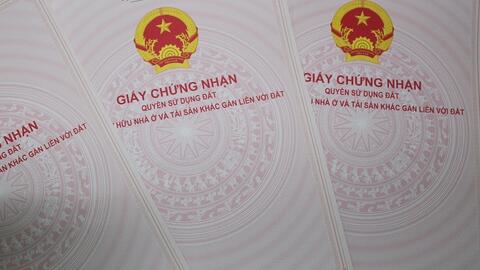 GIẤY CHỨNG NHẬN
QUYỀN SỬ DỤNG ĐẤT
HỮU NHÀ Ở VÀ TÀI SẢN KHÁC GẮN LIỀN VỚI ĐẤT
GIẤY CHỨNG NHẬN
QUYỀN SỬ DỤNG ĐẤT
HỮU NHÀ Ở VÀ TÀI SẢN KHÁC GẮN LIỀN VỚI ĐẤT
NG NHẬN
DỤNG ĐẤT
SẢN KHÁC GẮN LIỀN VỚI ĐẤT